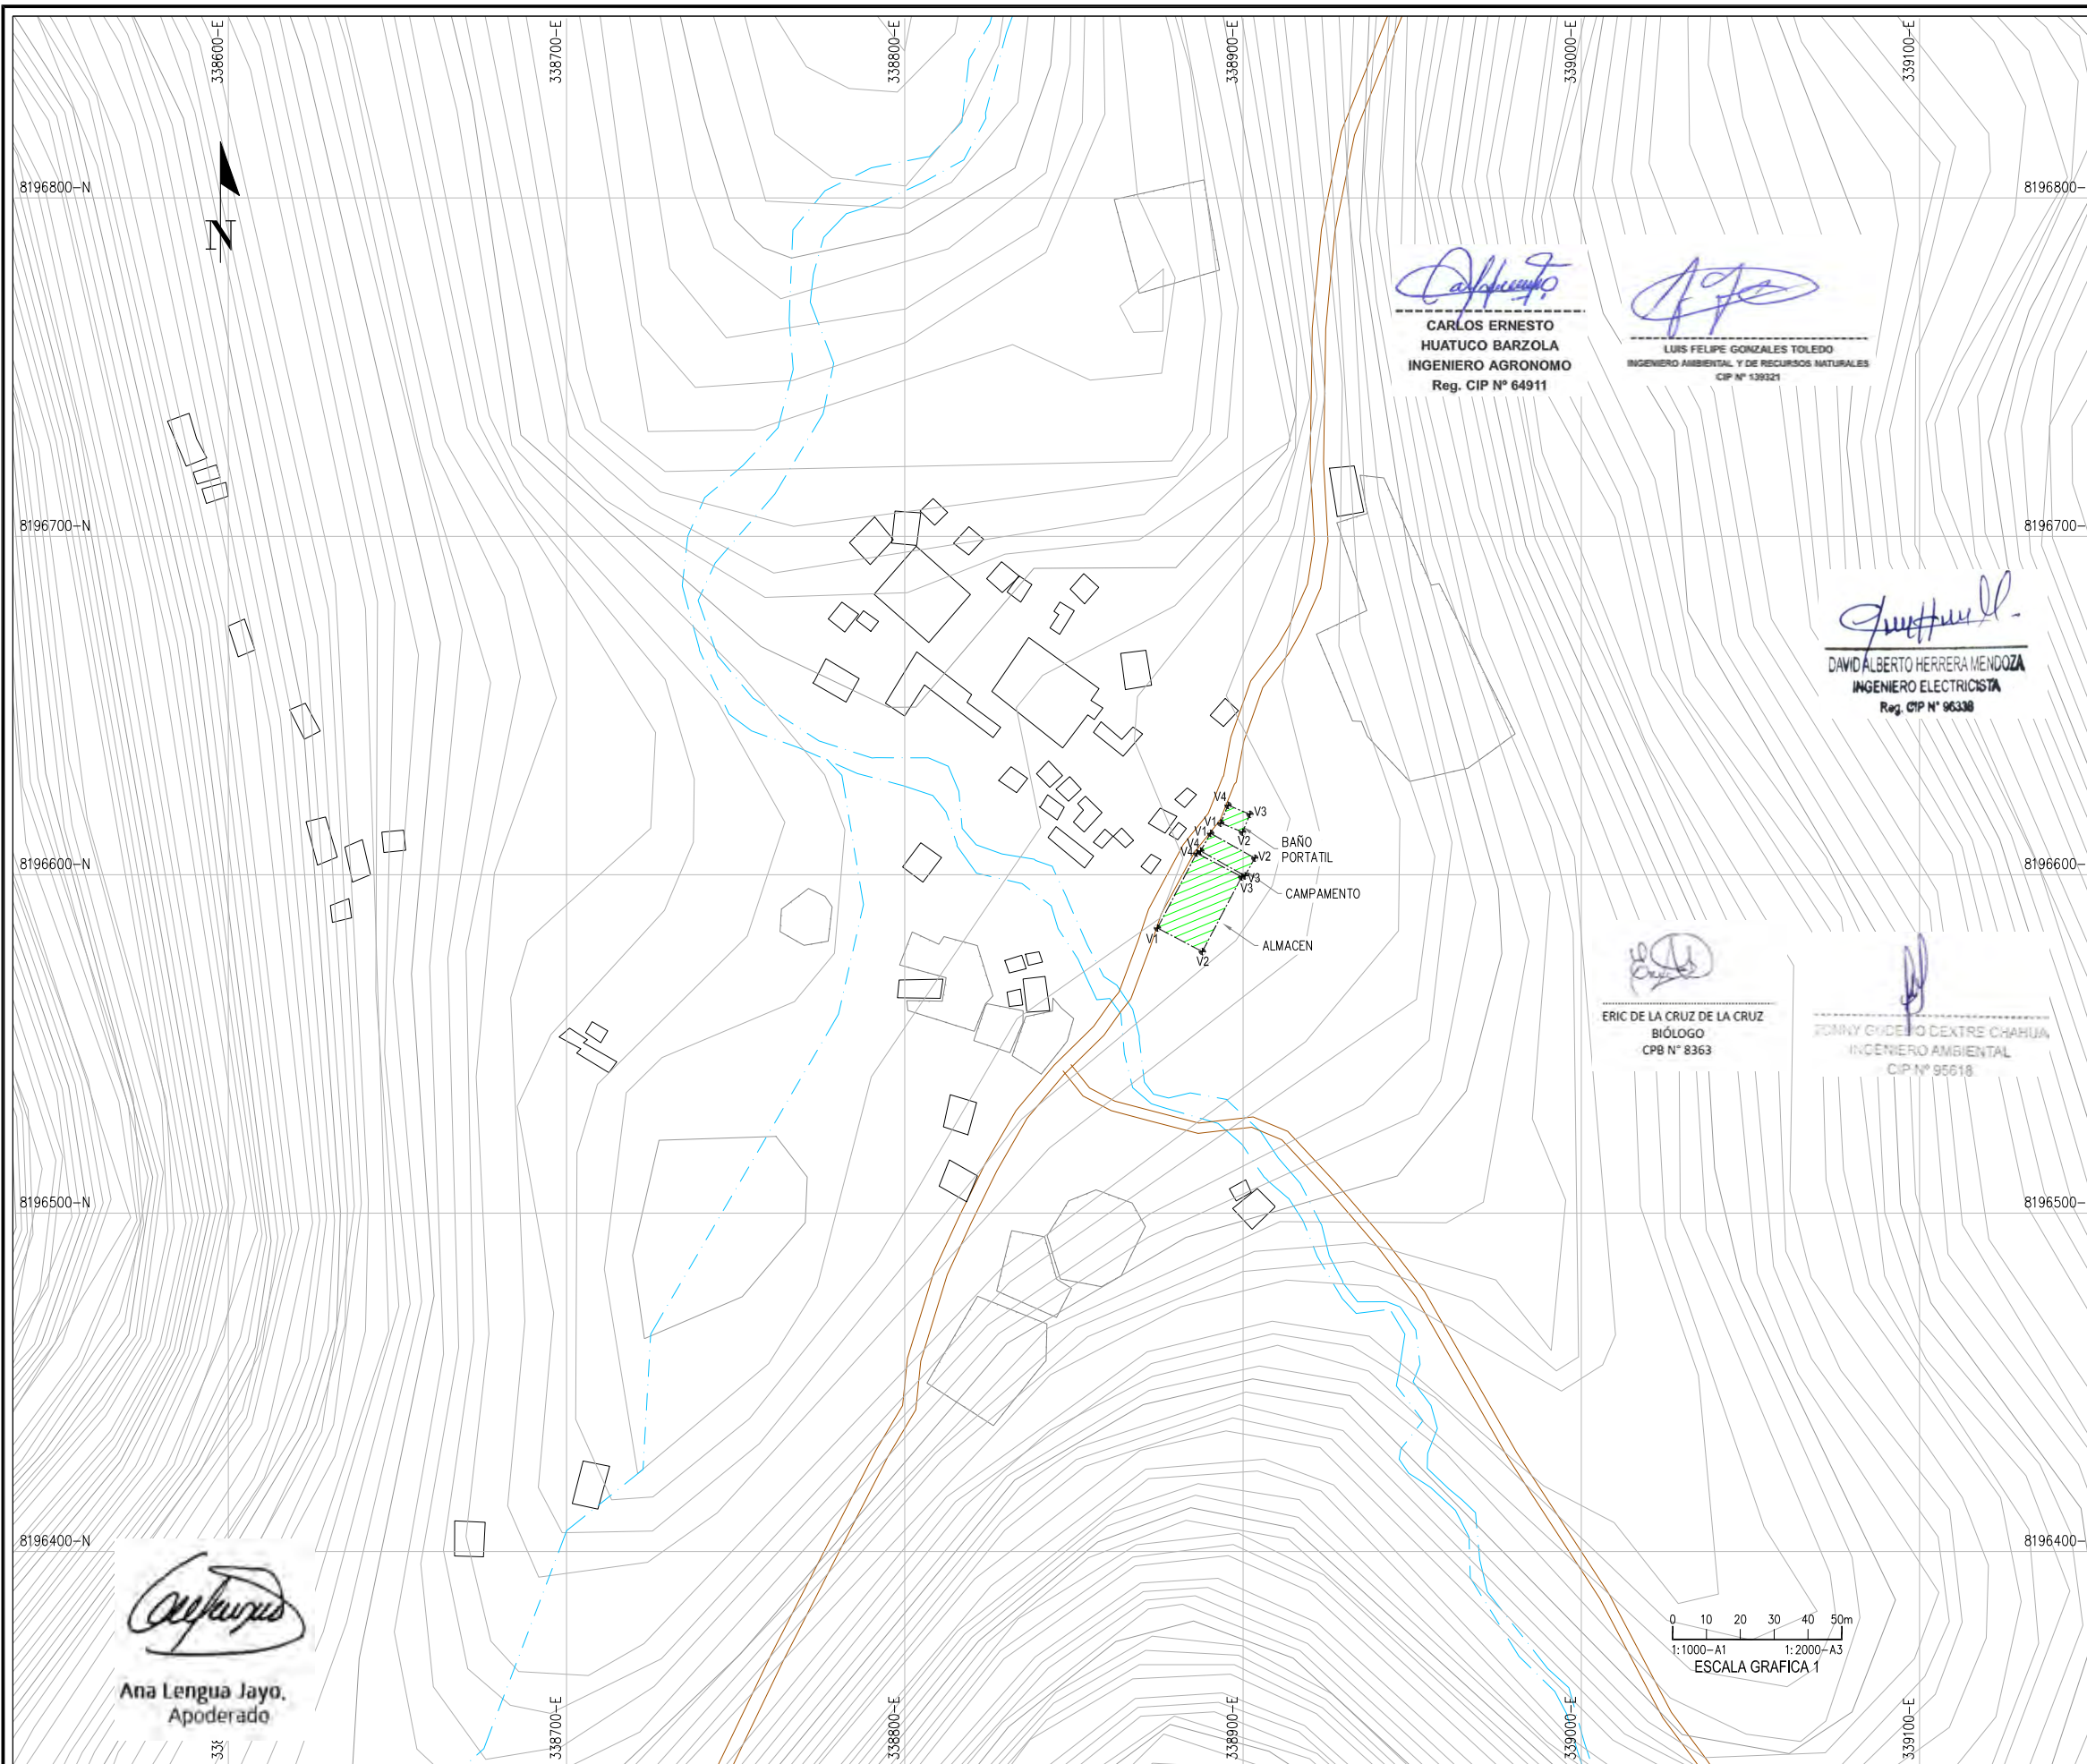 338600-E
338700-E
338800-E
338900-E
339000-E
339100-E
8196800-N
8196800-
N
CARLOS ERNESTO
HUATUCO BARZOLA
INGENIERO AGRONOMO
Reg. CIP Nº 64911
LUIS FELIPE GONZALES TOLEDO
INGENIERO AMBIENTAL Y DE RECURSOS NATURALES
CIP Nº 139321
8196700-N
8196700-
DAVID ALBERTO HERRERA MENDOZA
INGENIERO ELECTRICISTA
Reg. CIP N° 96338
V4
V3
V1
V2
BAÑO
PORTATIL
V1
V4
V2
V4
V3
V3
CAMPAMENTO
8196600-N
8196600-
V1
V2
ALMACEN
ERIC DE LA CRUZ DE LA CRUZ
BIÓLOGO
CPB N° 8363
DEXTRE CHAHUA
INGENIERO AMBIENTAL
CIP Nº 95618
8196500-N
8196500-
8196400-N
8196400-
0 10 20 30 40 50m
1:1000-A1 1:2000-A3
ESCALA GRAFICA 1
Ana Lengua Jayo.
Apoderado
338700-E
338800-E
338900-E
339000-E
339100-E